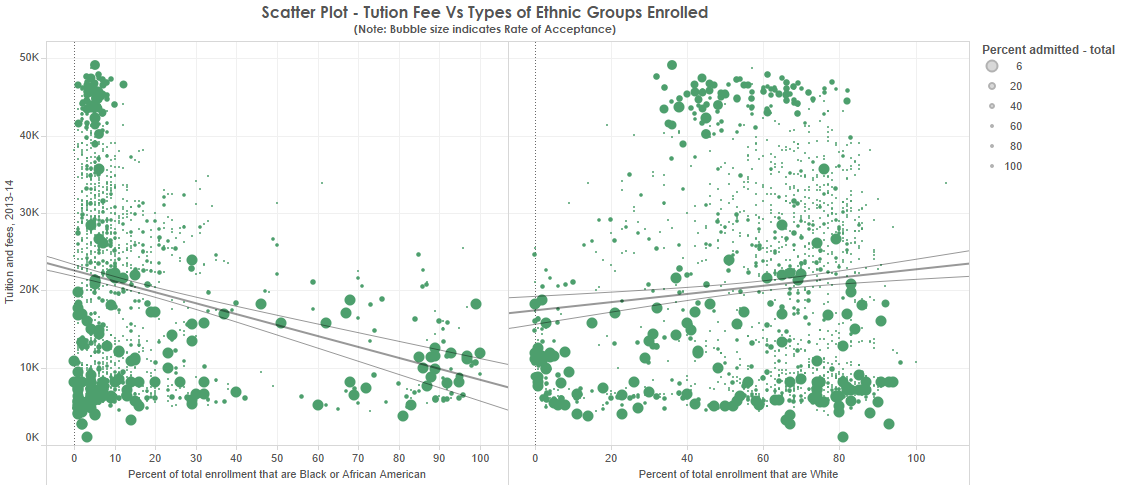 Scatter Plot - Tution Fee Vs Types of Ethnic Groups Enrolled
(Note: Bubble size indicates Rate of Acceptance)
Percent admitted - total
6
20
40
60
80
100
Tuition and fees, 2013-14
50K
40K
30K
20K
10K
0K
0 10 20 30 40 50 60 70 80 90 100
Percent of total enrollment that are Black or African American
0 20 40 60 80 100
Percent of total enrollment that are White